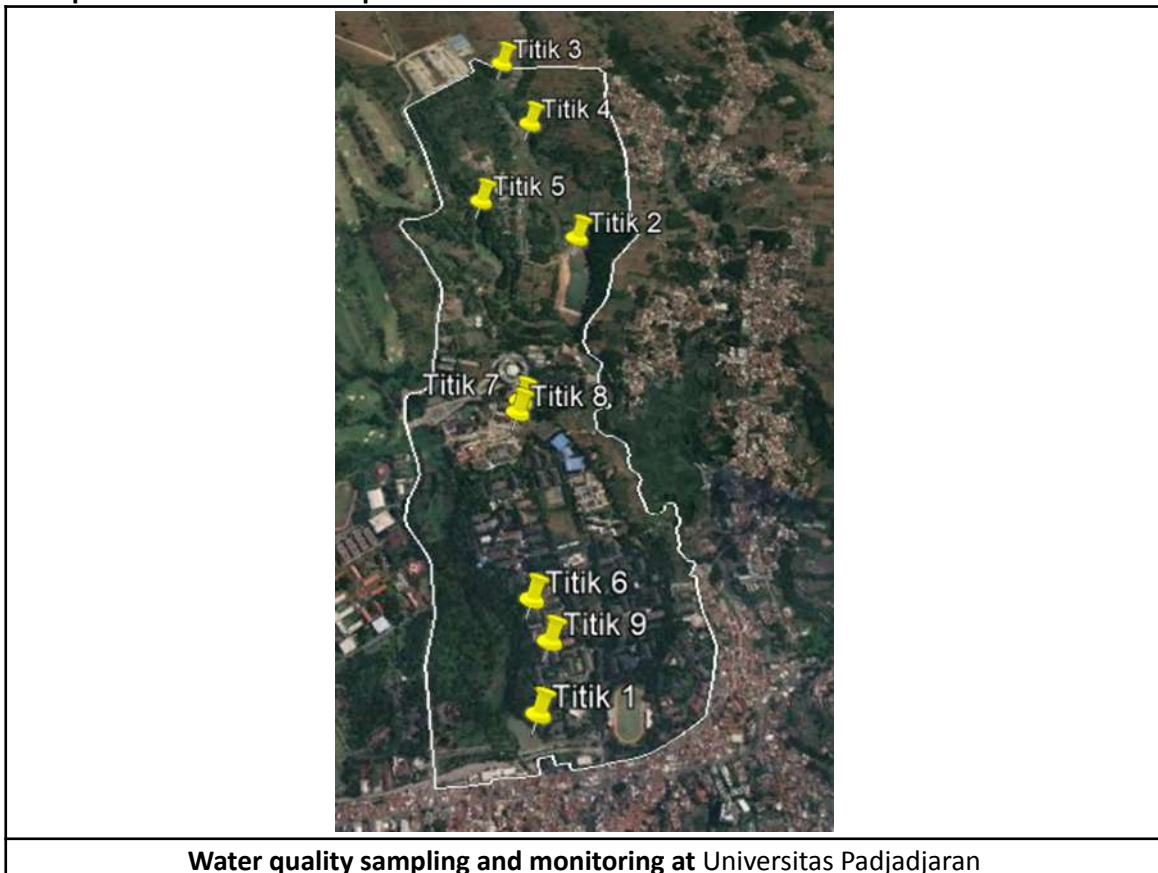 Titik 3
Titik 4
Titik 5
Titik 2
Titik 7
Titik 8
Titik 6
Titik 9
Titik 1
Water quality sampling and monitoring at Universitas Padjadjaran